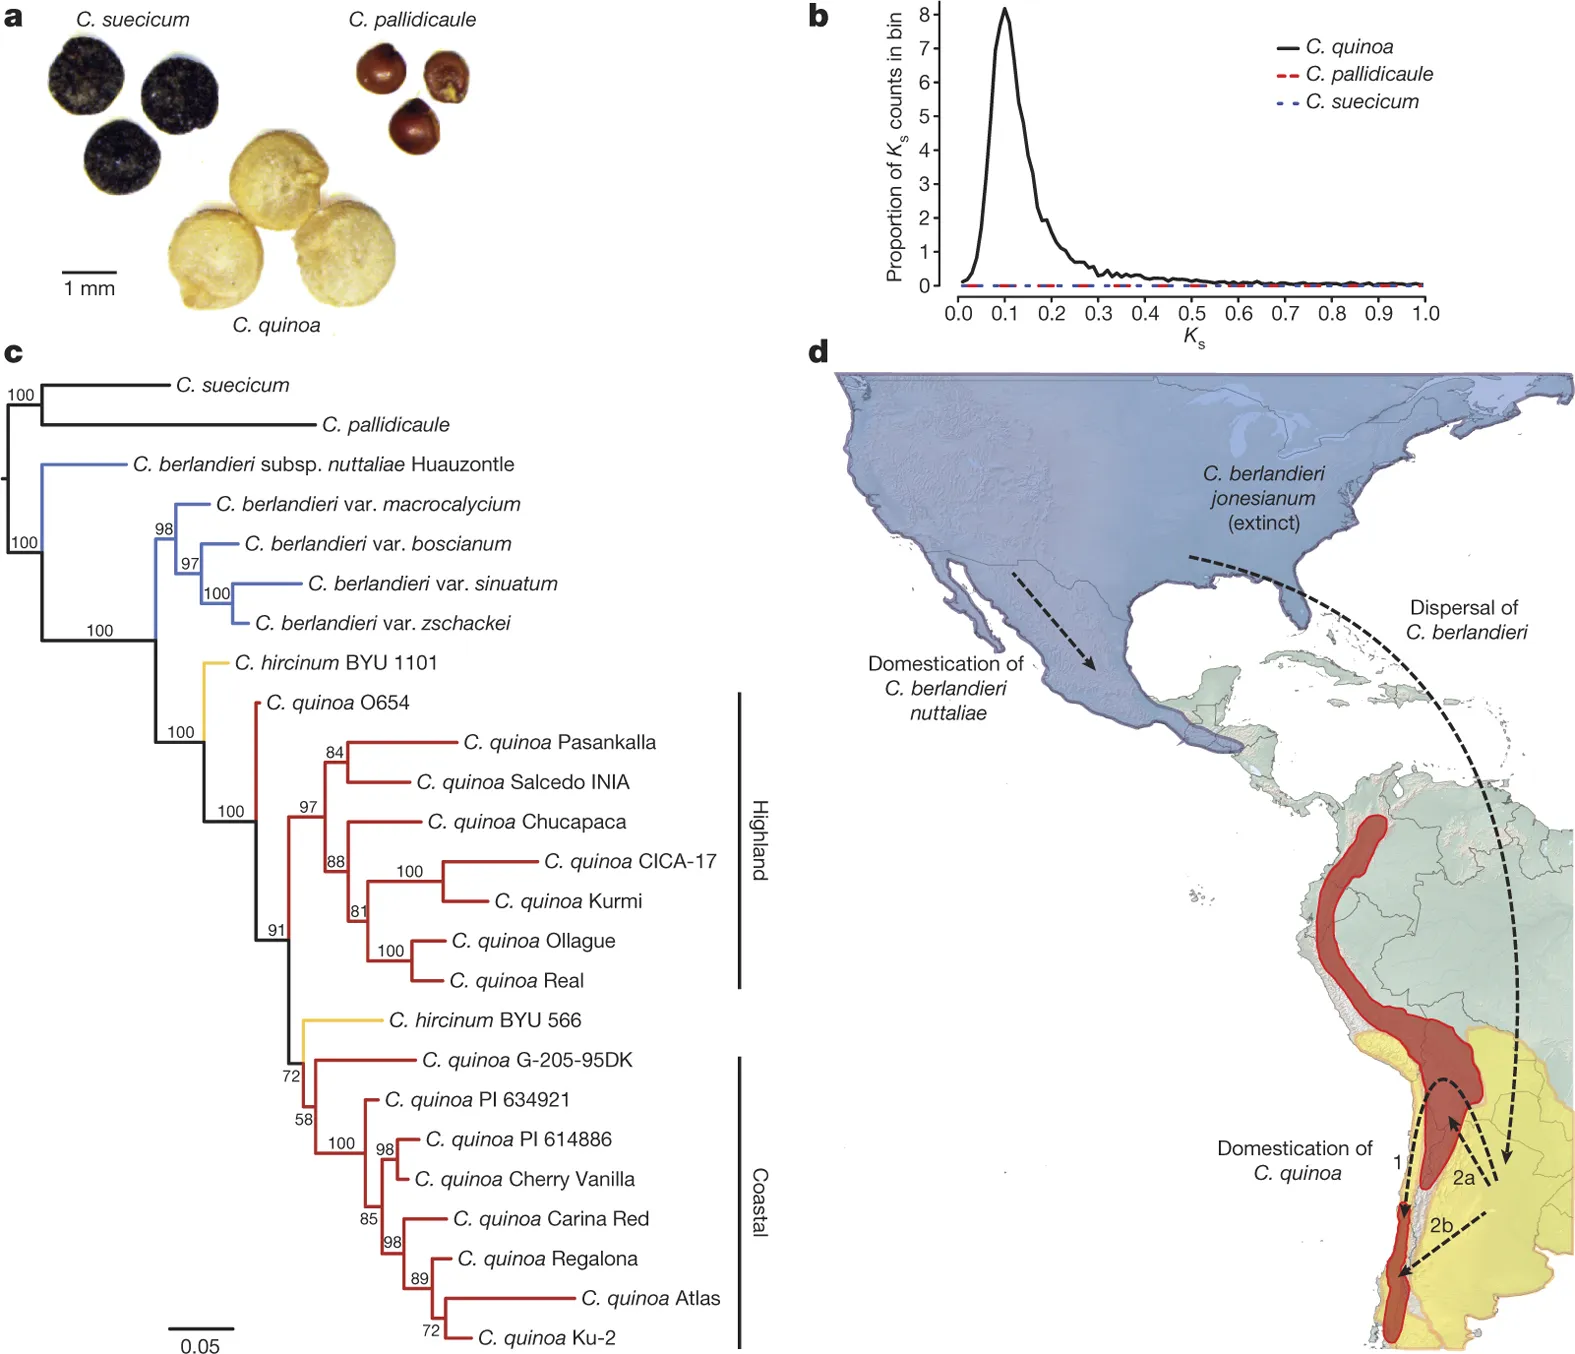 a
C. suecicum
C. pallidicaule
1 mm
C. quinoa
b
Proportion of Ks counts in bin
8
7
6
5
4
3
2
1
0
0.0 0.1 0.2 0.3 0.4 0.5 0.6 0.7 0.8 0.9 1.0
Ks
C. quinoa
C. pallidicaule
C. suecicum
c
100
C. suecicum
C. pallidicaule
C. berlandieri subsp. nuttaliae Huauzontle
100
C. berlandieri var. macrocalycium
98
C. berlandieri var. boscianum
97
C. berlandieri var. sinuatum
100
C. berlandieri var. zschackei
100
C. hircinum BYU 1101
C. quinoa O654
100
C. quinoa Pasankalla
84
C. quinoa Salcedo INIA
97
100
C. quinoa Chucapaca
88
C. quinoa CICA-17
100
C. quinoa Kurmi
81
91
C. quinoa Ollague
100
C. quinoa Real
Highland
C. hircinum BYU 566
C. quinoa G-205-95DK
72
C. quinoa PI 634921
58
100
C. quinoa PI 614886
98
C. quinoa Cherry Vanilla
85
C. quinoa Carina Red
98
C. quinoa Regalona
89
C. quinoa Atlas
72
C. quinoa Ku-2
Coastal
0.05
d
C. berlandieri
jonesianum
(extinct)
Dispersal of
C. berlandieri
Domestication of
C. berlandieri
nuttaliae
Domestication of
C. quinoa
1
2a
2b